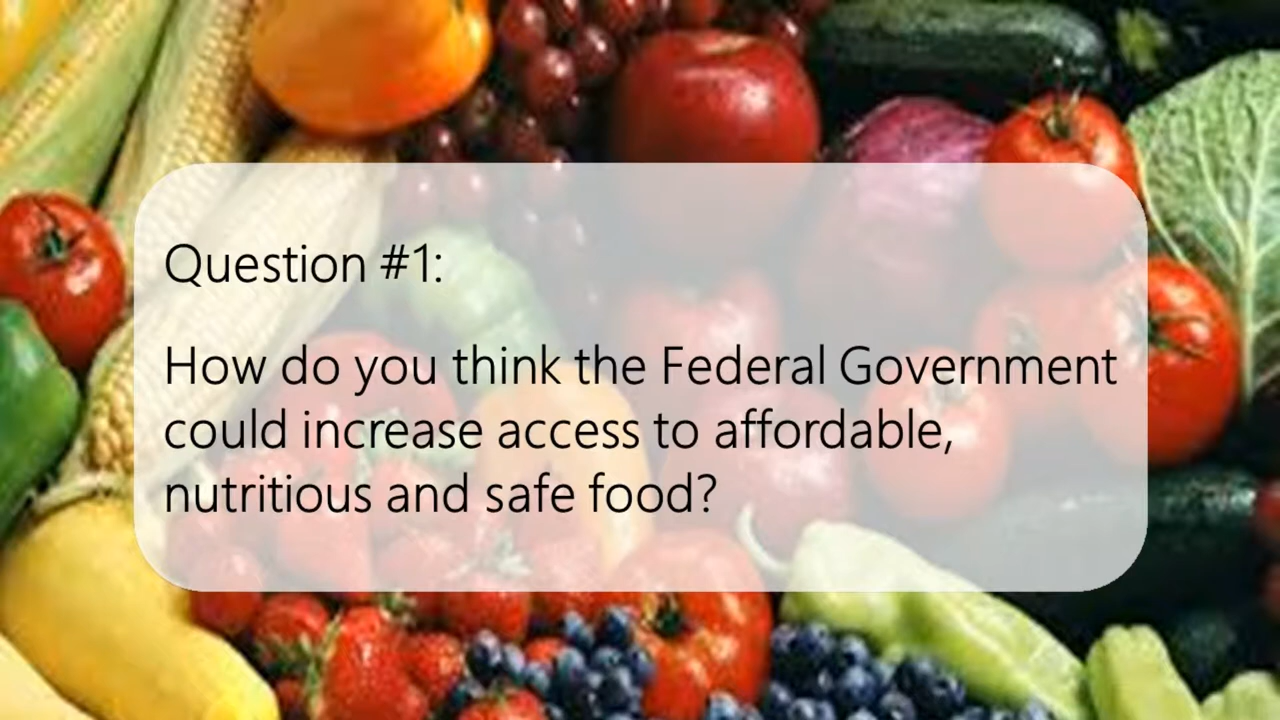 Question #1:
How do you think the Federal Government
could increase access to affordable,
nutritious and safe food?